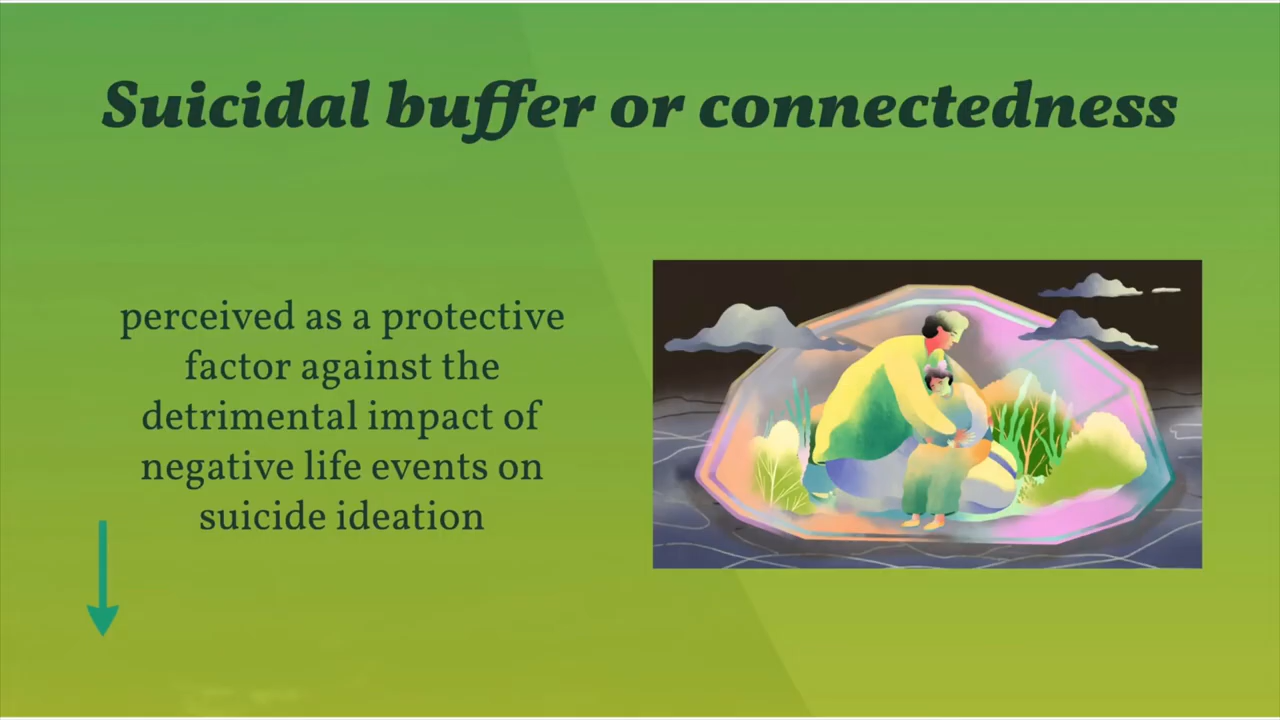 Suicidal buffer or connectedness
perceived as a protective
factor against the
detrimental impact of
negative life events on
suicide ideation